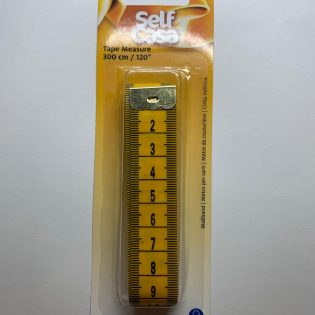 Self
Casa
Tape Measure
300 cm / 120"
2
3
4
5
6
7
8
9
Maßband | Metro per sarti | Mètre de couturière | Cinta métrica